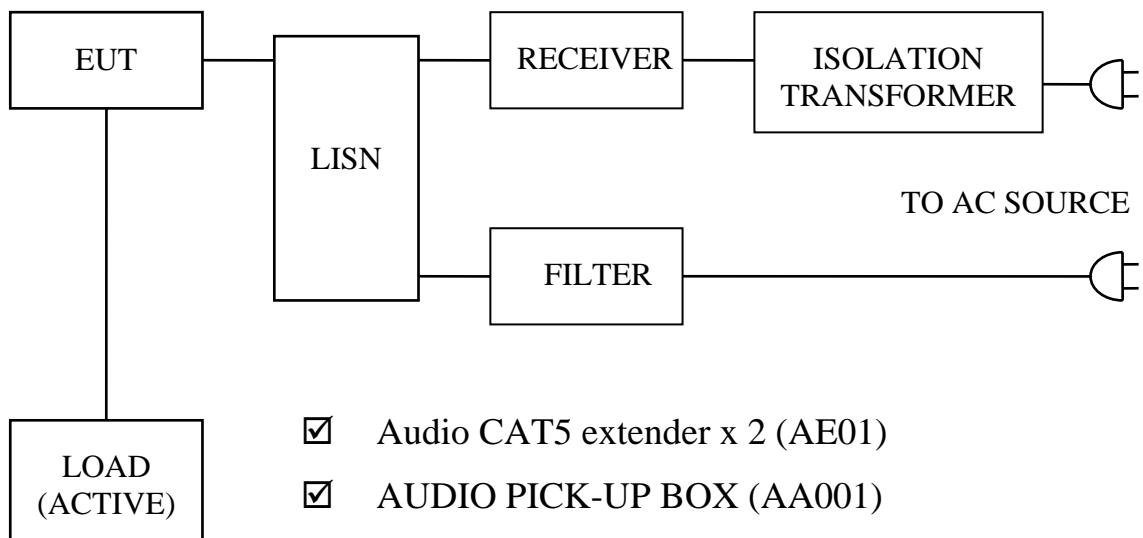 EUT
LISN
RECEIVER
ISOLATION
TRANSFORMER
TO AC SOURCE
FILTER
LOAD
(ACTIVE)
☑ Audio CAT5 extender x 2 (AE01)
☑ AUDIO PICK-UP BOX (AA001)